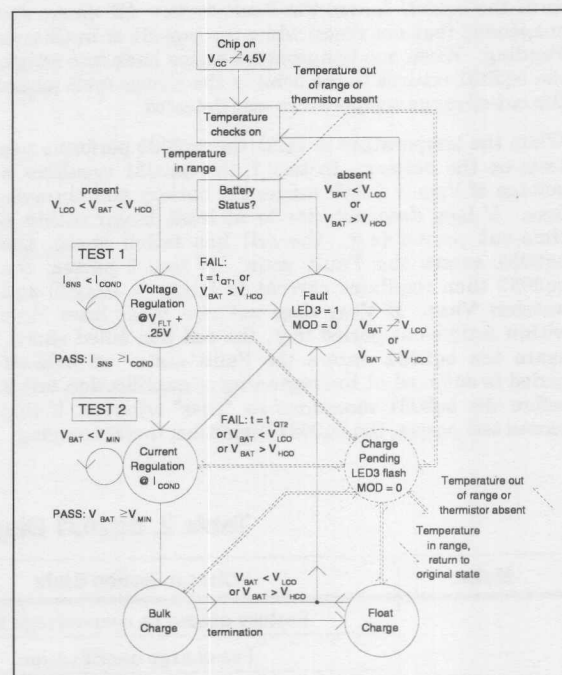 Chip on
V_CC ↗ 4.5V
Temperature out
of range or
thermistor absent
Temperature
checks on
Temperature
in range
Battery
Status?
present
V_LCO < V_BAT < V_HCO
absent
V_BAT < V_LCO
or
V_BAT > V_HCO
TEST 1
I_SNS < I_COND
Voltage
Regulation
@V_FLT +
.25V
FAIL:
t = t_QT1 or
V_BAT > V_HCO
Fault
LED3 = 1
MOD = 0
V_BAT ↗ V_LCO
or
V_BAT ↘ V_HCO
PASS: I_SNS ≥ I_COND
TEST 2
V_BAT < V_MIN
Current
Regulation
@ I_COND
FAIL: t = t_QT2
or V_BAT < V_LCO
or V_BAT > V_HCO
Charge
Pending
LED3 flash
MOD = 0
Temperature out
of range or
thermistor absent
Temperature
in range,
return to
original state
PASS: V_BAT ≥ V_MIN
V_BAT < V_LCO
or V_BAT > V_HCO
Bulk
Charge
termination
Float
Charge